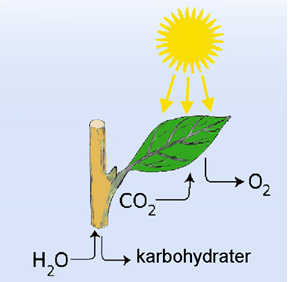 CO₂
O₂
H₂O
karbohydrater